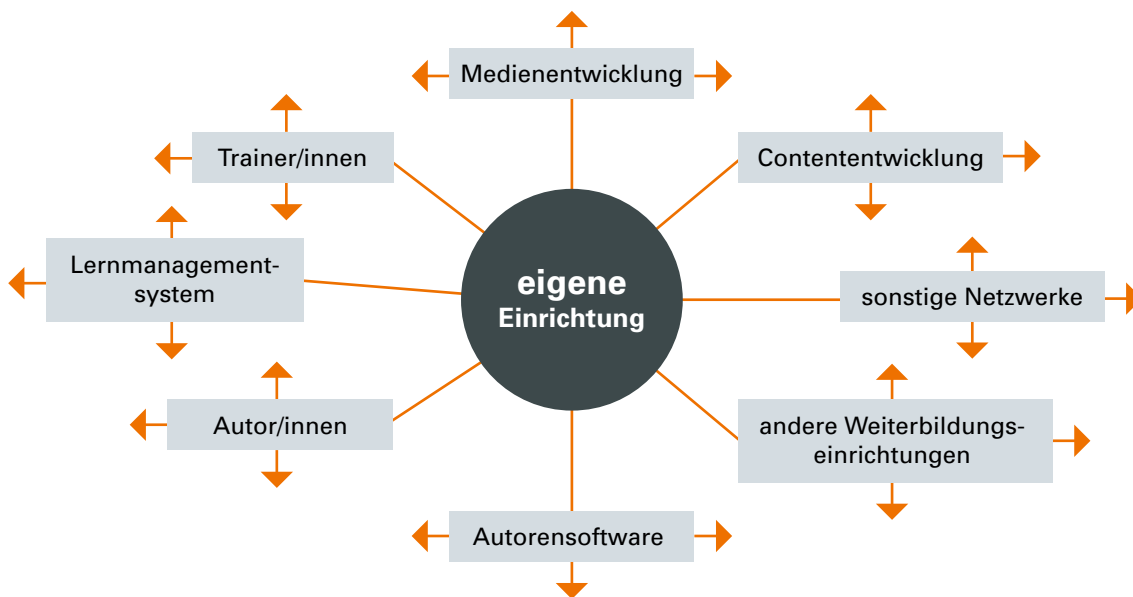 Medienentwicklung
Trainer/innen
Contententwicklung
Lernmanagement-
system
eigene
Einrichtung
sonstige Netzwerke
Autor/innen
andere Weiterbildungs-
einrichtungen
Autorensoftware